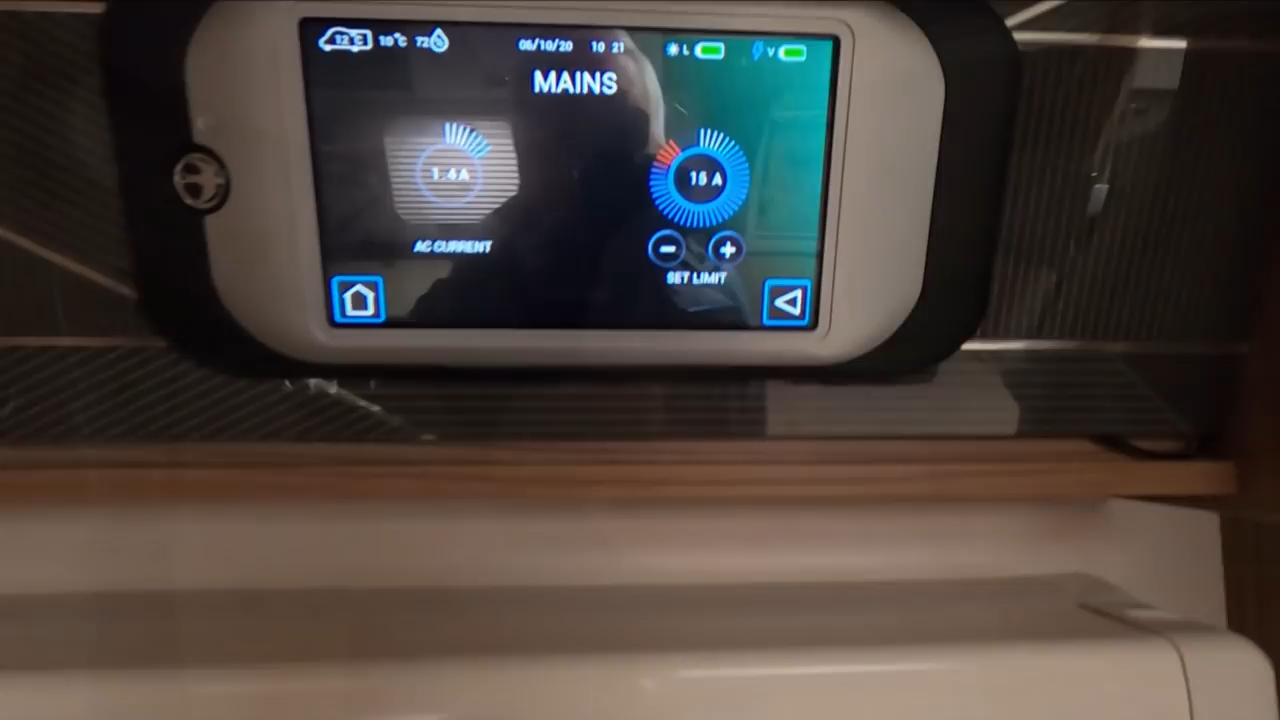 12°C 10°C 72 06/10/20 10 21 L V
MAINS
1.4A 15 A
AC CURRENT
SET LIMIT